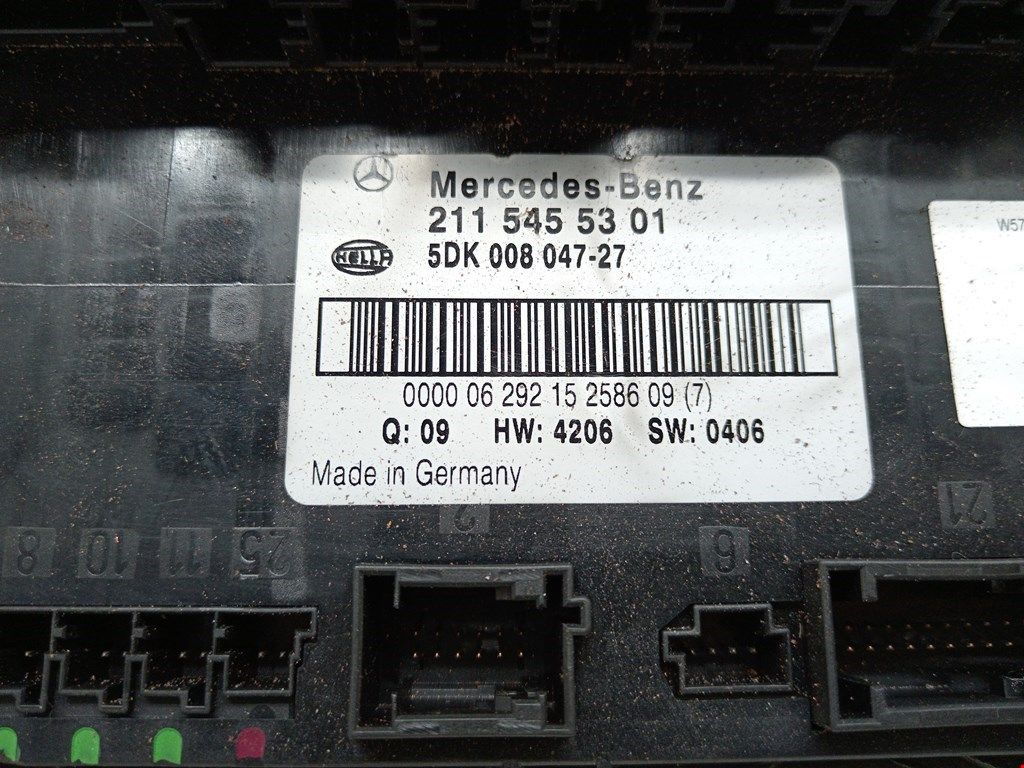 Mercedes-Benz
211 545 53 01
HELLA
5DK 008 047-27
W57
0000 06 292 15 2586 09 (7)
Q: 09 HW: 4206 SW: 0406
Made in Germany
8 10 11 25 2 6 21